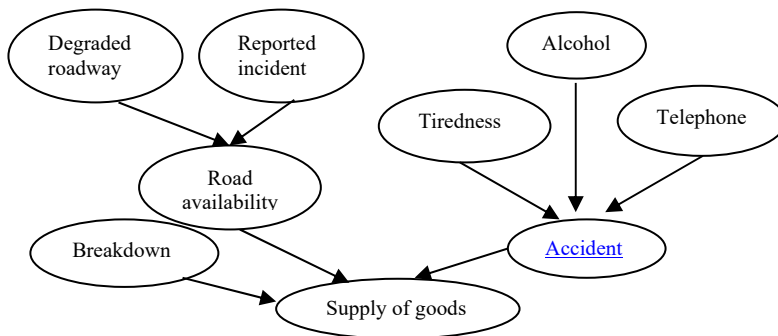 Degraded
roadway
Reported
incident
Alcohol
Tiredness
Telephone
Road
availability
Breakdown
Accident
Supply of goods